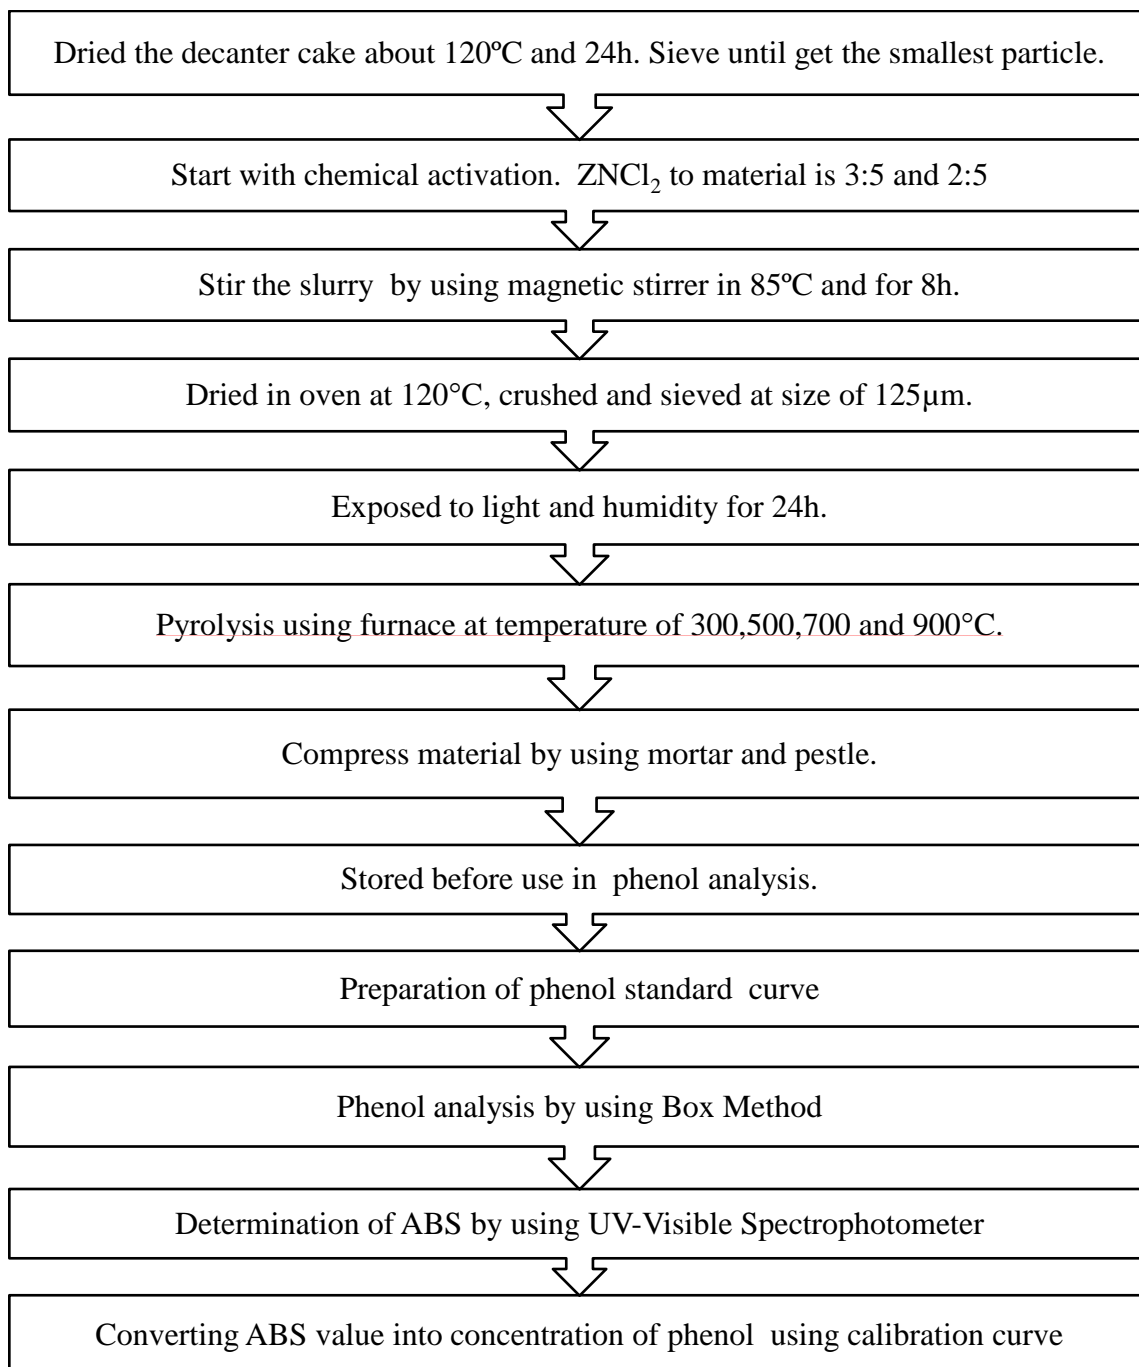 Dried the decanter cake about 120ºC and 24h. Sieve until get the smallest particle.
Start with chemical activation.  ZNCl₂ to material is 3:5 and 2:5
Stir the slurry  by using magnetic stirrer in 85ºC and for 8h.
Dried in oven at 120°C, crushed and sieved at size of 125µm.
Exposed to light and humidity for 24h.
Pyrolysis using furnace at temperature of 300,500,700 and 900°C.
Compress material by using mortar and pestle.
Stored before use in  phenol analysis.
Preparation of phenol standard  curve
Phenol analysis by using Box Method
Determination of ABS by using UV-Visible Spectrophotometer
Converting ABS value into concentration of phenol  using calibration curve